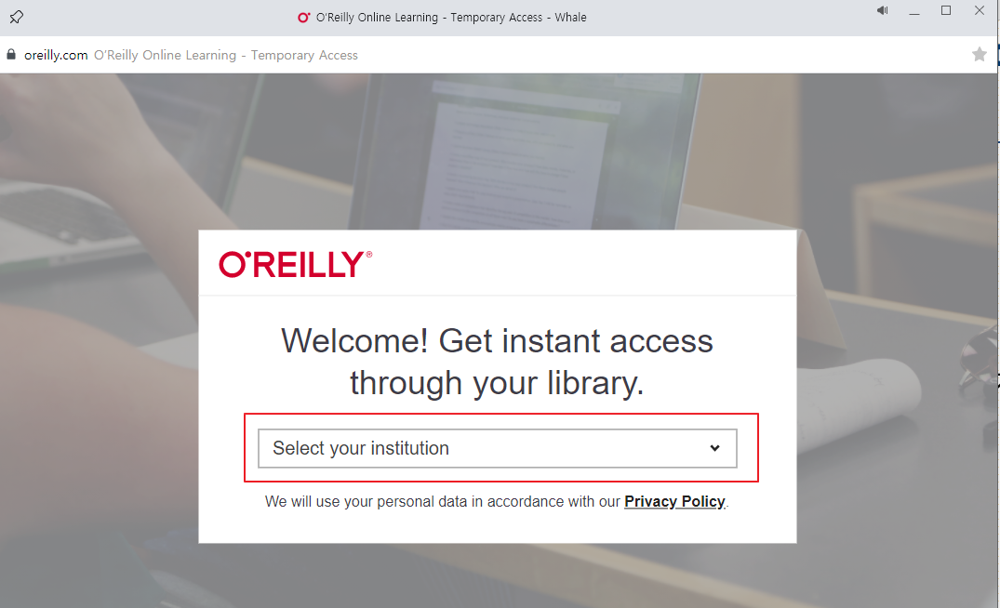 O'Reilly Online Learning - Temporary Access - Whale
oreilly.com O'Reilly Online Learning - Temporary Access
O'REILLY®
Welcome! Get instant access
through your library.
Select your institution
We will use your personal data in accordance with our Privacy Policy.